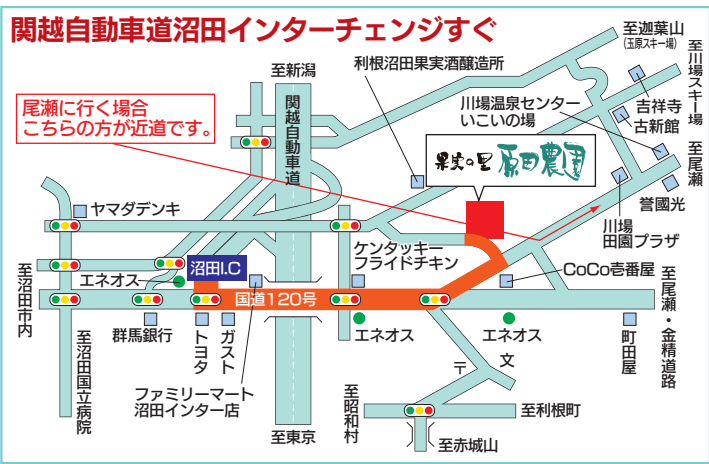 関越自動車道沼田インターチェンジすぐ
至迦葉山
(玉原スキー場)
至川場スキー場
至新潟
利根沼田果実酒醸造所
尾瀬に行く場合
こちらの方が近道です。
関越自動車道
川場温泉センター
いこいの場
吉祥寺
古新館
果実の里 原田農園
至尾瀬
誉國光
ヤマダデンキ
川場
田園プラザ
ケンタッキー
フライドチキン
沼田I.C
エネオス
CoCo壱番屋
至沼田市内
国道120号
至尾瀬・金精道路
群馬銀行
トヨタ
ガスト
エネオス
エネオス
町田屋
至沼田国立病院
ファミリーマート
沼田インター店
〒
文
至昭和村
至利根町
至東京
至赤城山